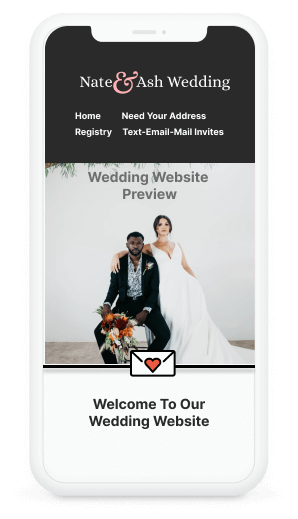 Nate & Ash Wedding
Home Need Your Address
Registry Text-Email-Mail Invites
Wedding Website
Preview
Welcome To Our
Wedding Website